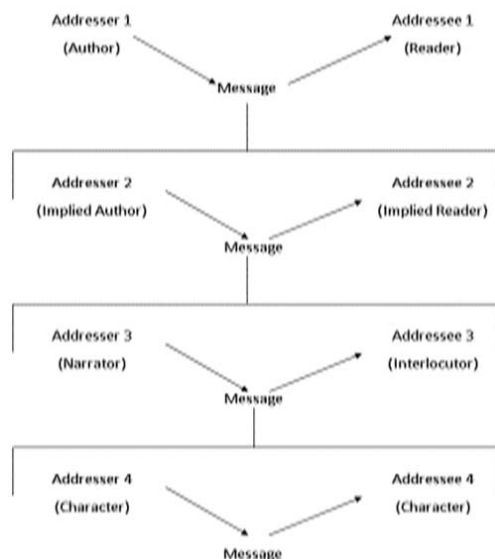 Addresser 1 Addressee 1
(Author) (Reader)
Message
Addresser 2 Addressee 2
(Implied Author) (Implied Reader)
Message
Addresser 3 Addressee 3
(Narrator) (Interlocutor)
Message
Addresser 4 Addressee 4
(Character) (Character)
Message